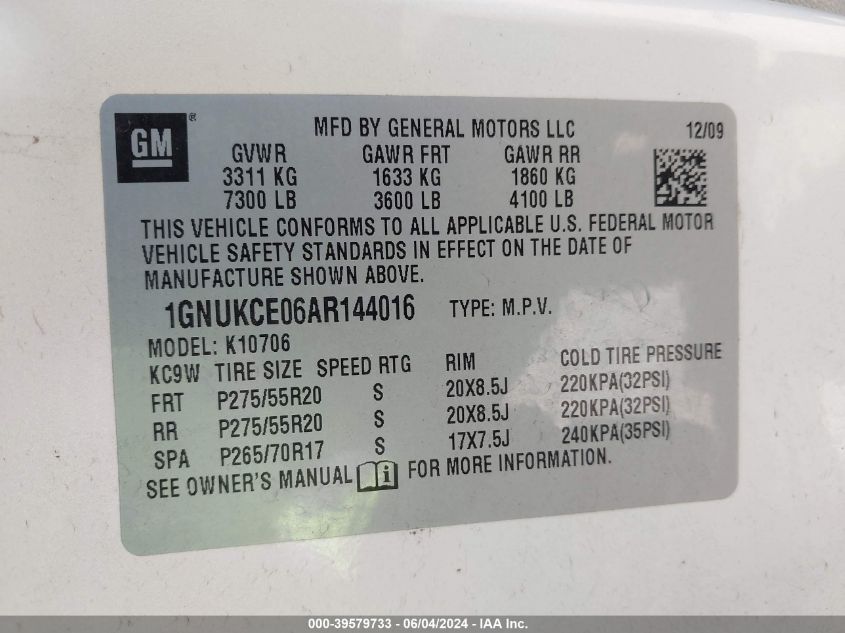 GM ®
MFD BY GENERAL MOTORS LLC 12/09
GVWR GAWR FRT GAWR RR
3311 KG 1633 KG 1860 KG
7300 LB 3600 LB 4100 LB
THIS VEHICLE CONFORMS TO ALL APPLICABLE U.S. FEDERAL MOTOR
VEHICLE SAFETY STANDARDS IN EFFECT ON THE DATE OF
MANUFACTURE SHOWN ABOVE.
1GNUKCE06AR144016 TYPE: M.P.V.
MODEL: K10706
KC9W TIRE SIZE SPEED RTG RIM COLD TIRE PRESSURE
FRT P275/55R20 S 20X8.5J 220KPA(32PSI)
RR P275/55R20 S 20X8.5J 220KPA(32PSI)
SPA P265/70R17 S 17X7.5J 240KPA(35PSI)
SEE OWNER'S MANUAL i FOR MORE INFORMATION.
000-39579733 - 06/04/2024 - IAA Inc.